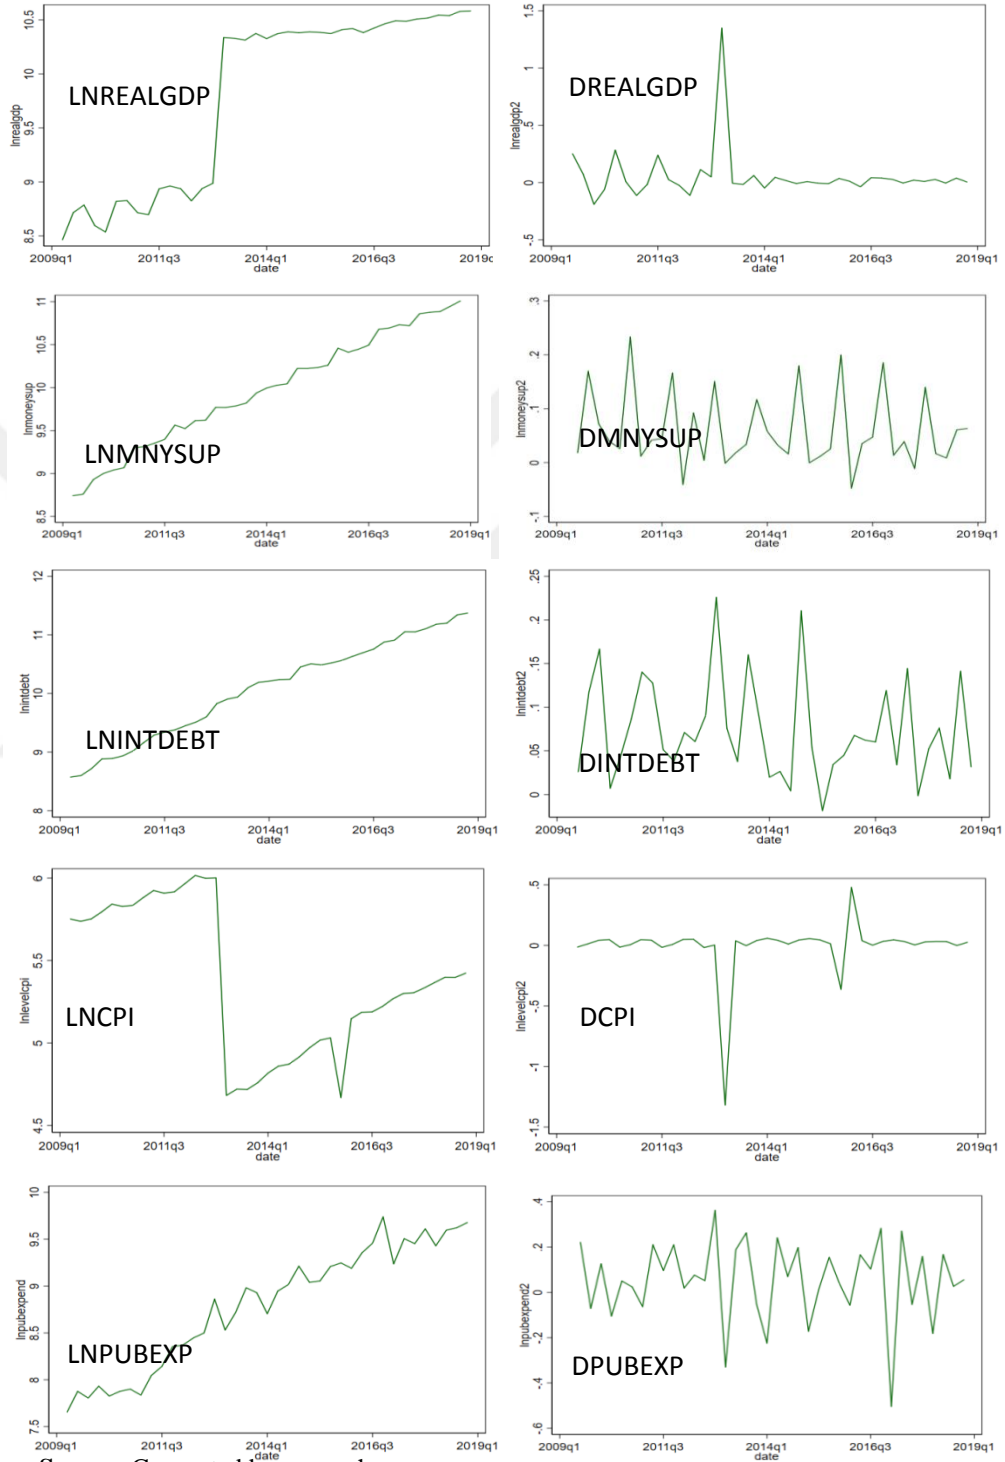 lnrealgdp
10.5
10
9.5
9
8.5
LNREALGDP
2009q1 2011q3 2014q1 2016q3 2019q
date
lnrealgdp2
1.5
1
.5
0
-.5
DREALGDP
2009q1 2011q3 2014q1 2016q3 2019q1
date
lnmoneysup
11
10.5
10
9.5
9
8.5
LNMNYSUP
2009q1 2011q3 2014q1 2016q3 2019q1
date
lnmoneysup2
.3
.2
.1
0
-.1
DMNYSUP
2009q1 2011q3 2014q1 2016q3 2019q1
date
lnintdebt
12
11
10
9
8
LNINTDEBT
2009q1 2011q3 2014q1 2016q3 2019q1
date
lnintdebt2
.25
.2
.15
.1
.05
0
DINTDEBT
2009q1 2011q3 2014q1 2016q3 2019q1
date
lnlevelcpi
6
5.5
5
4.5
LNCPI
2009q1 2011q3 2014q1 2016q3 2019q1
date
lnlevelcpi2
.5
0
-.5
-1
-1.5
DCPI
2009q1 2011q3 2014q1 2016q3 2019q1
date
lnpubexpend
10
9.5
9
8.5
8
7.5
LNPUBEXP
2009q1 2011q3 2014q1 2016q3 2019q1
date
lnpubexpend2
.4
.2
0
-.2
-.4
-.6
DPUBEXP
2009q1 2011q3 2014q1 2016q3 2019q1
date